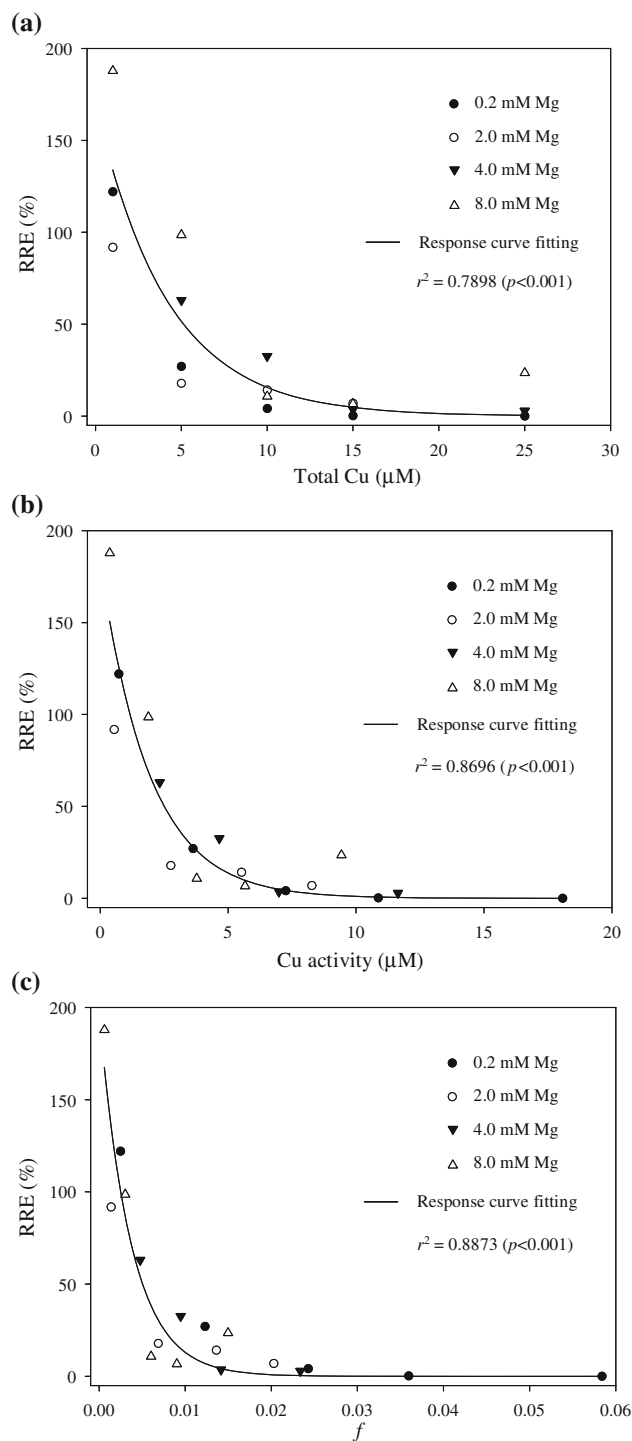 (a)
200
150
100
50
0
RRE (%)
0.2 mM Mg
2.0 mM Mg
4.0 mM Mg
8.0 mM Mg
Response curve fitting
r² = 0.7898 (p<0.001)
0 5 10 15 20 25 30
Total Cu (µM)
(b)
200
150
100
50
0
RRE (%)
0.2 mM Mg
2.0 mM Mg
4.0 mM Mg
8.0 mM Mg
Response curve fitting
r² = 0.8696 (p<0.001)
0 5 10 15 20
Cu activity (µM)
(c)
200
150
100
50
0
RRE (%)
0.2 mM Mg
2.0 mM Mg
4.0 mM Mg
8.0 mM Mg
Response curve fitting
r² = 0.8873 (p<0.001)
0.00 0.01 0.02 0.03 0.04 0.05 0.06
f